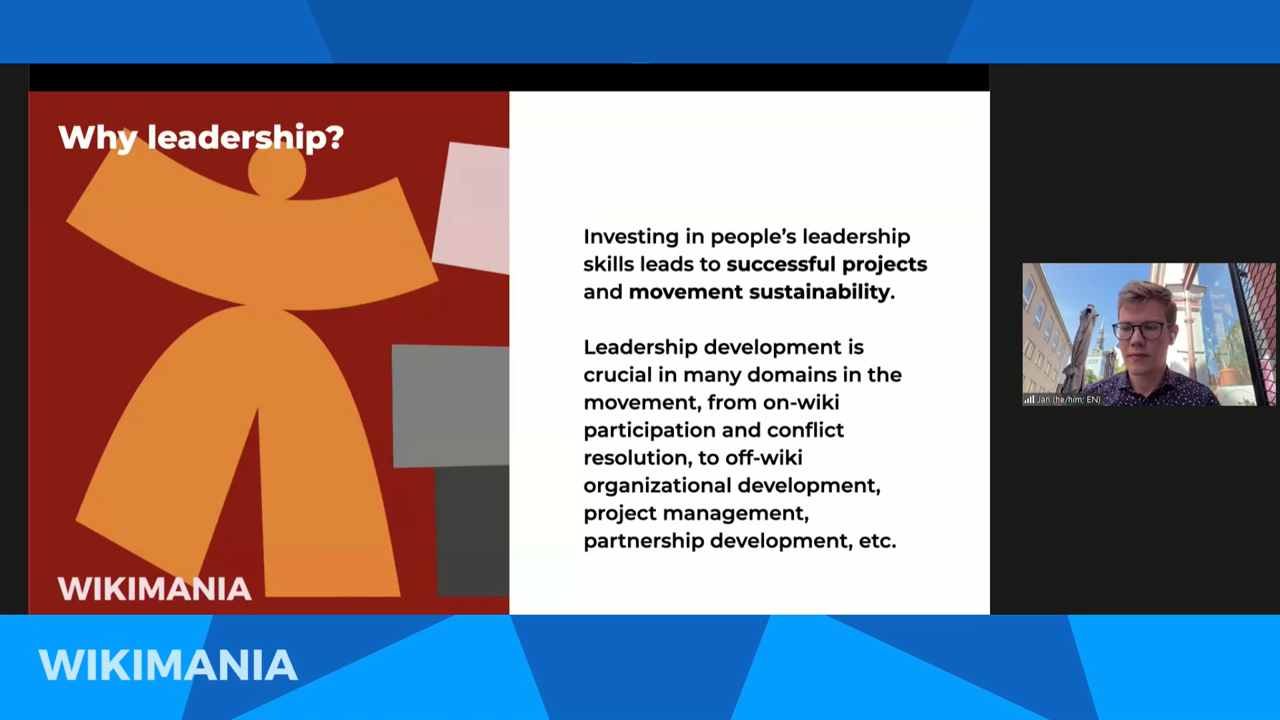 Why leadership?
Investing in people’s leadership
skills leads to successful projects
and movement sustainability.
Leadership development is
crucial in many domains in the
movement, from on-wiki
participation and conflict
resolution, to off-wiki
organizational development,
project management,
partnership development, etc.
WIKIMANIA
Jan (he/him; EN)
WIKIMANIA